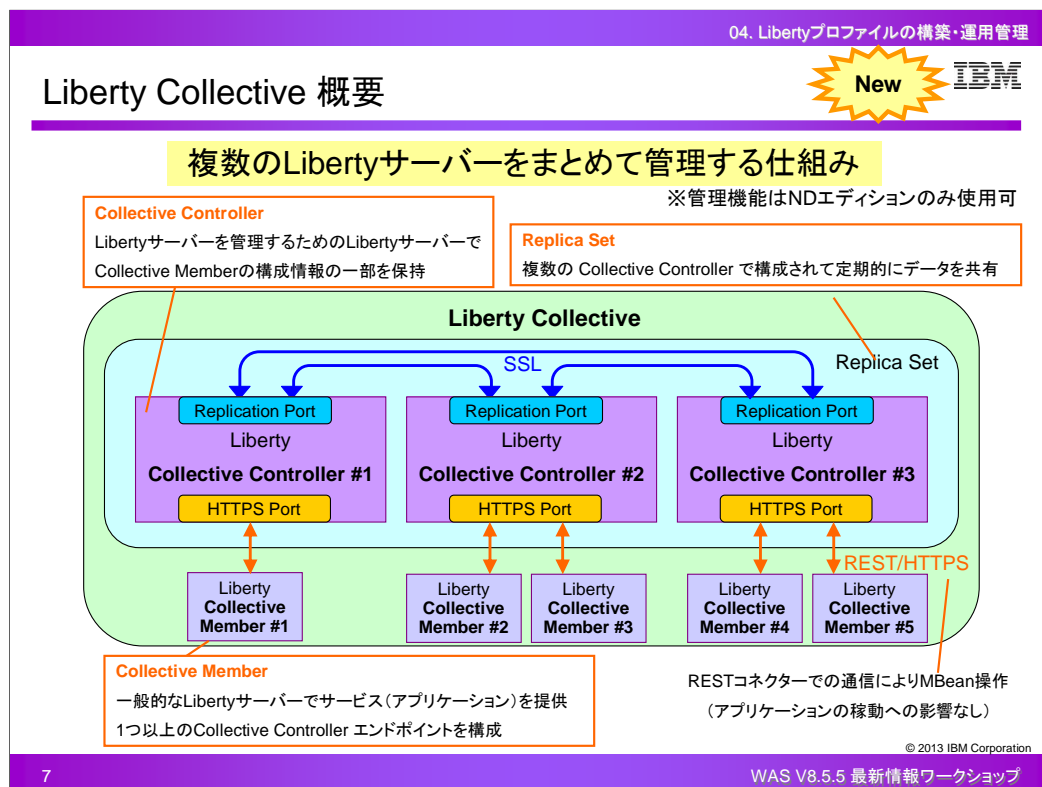 04. Libertyプロファイルの構築・運用管理
Liberty Collective 概要
New
IBM
複数のLibertyサーバーをまとめて管理する仕組み
※管理機能はNDエディションのみ使用可
Collective Controller
Libertyサーバーを管理するためのLibertyサーバーで
Collective Memberの構成情報の一部を保持
Replica Set
複数の Collective Controller で構成されて定期的にデータを共有
Liberty Collective
SSL
Replica Set
Replication Port
Liberty
Collective Controller #1
HTTPS Port
Replication Port
Liberty
Collective Controller #2
HTTPS Port
Replication Port
Liberty
Collective Controller #3
HTTPS Port
REST/HTTPS
Liberty
Collective
Member #1
Liberty
Collective
Member #2
Liberty
Collective
Member #3
Liberty
Collective
Member #4
Liberty
Collective
Member #5
Collective Member
一般的なLibertyサーバーでサービス（アプリケーション）を提供
1つ以上のCollective Controller エンドポイントを構成
RESTコネクターでの通信によりMBean操作
（アプリケーションの稼動への影響なし）
© 2013 IBM Corporation
7
WAS V8.5.5 最新情報ワークショップ